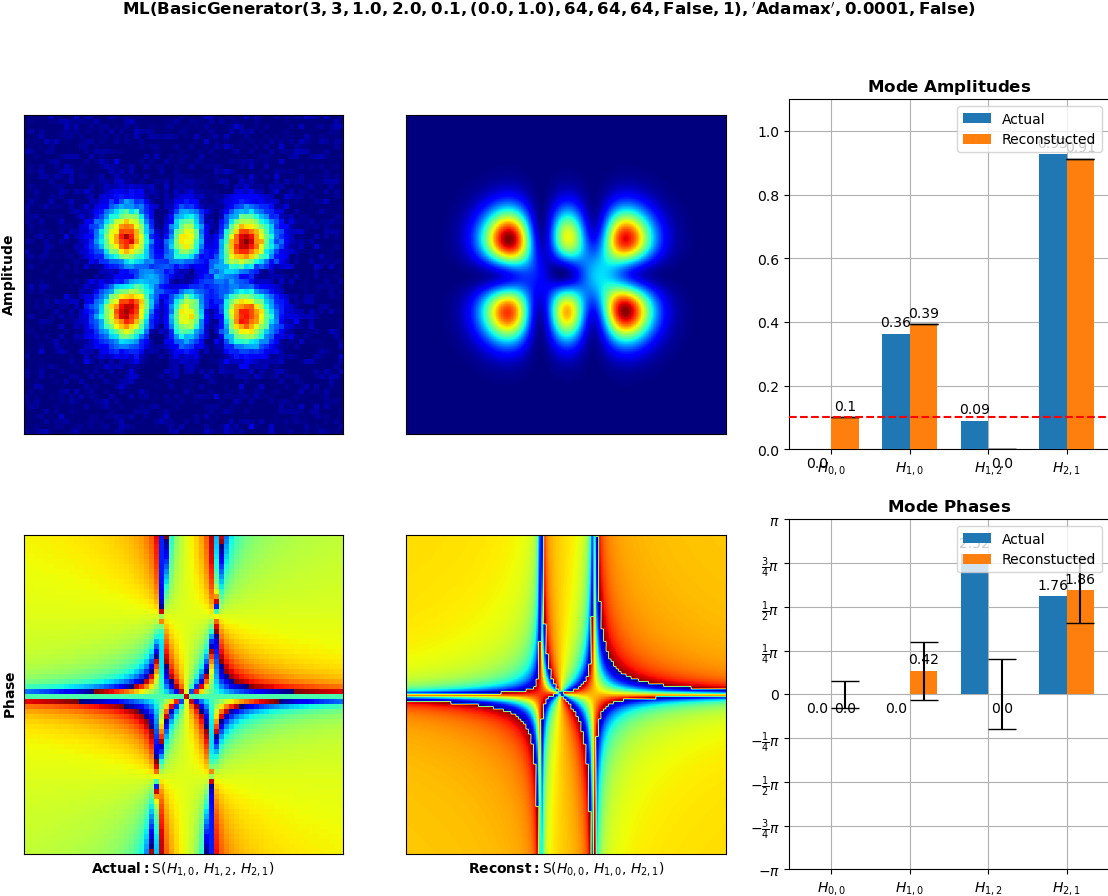 ML(BasicGenerator(3, 3, 1.0, 2.0, 0.1, (0.0, 1.0), 64, 64, 64, False, 1), 'Adamax', 0.0001, False)
Amplitude
Mode Amplitudes
Actual
Reconstucted
1.0
0.8
0.6
0.4
0.2
0.0
0.0
0.1
0.36
0.39
0.09
0.0
0.91
H0,0
H1,0
H1,2
H2,1
Phase
Actual: S(H1,0, H1,2, H2,1)
Reconst: S(H0,0, H1,0, H2,1)
Mode Phases
Actual
Reconstucted
π
3/4π
1/2π
1/4π
0
−1/4π
−1/2π
−3/4π
−π
0.0
0.0
0.0
0.42
0.0
1.76
1.86
H0,0
H1,0
H1,2
H2,1